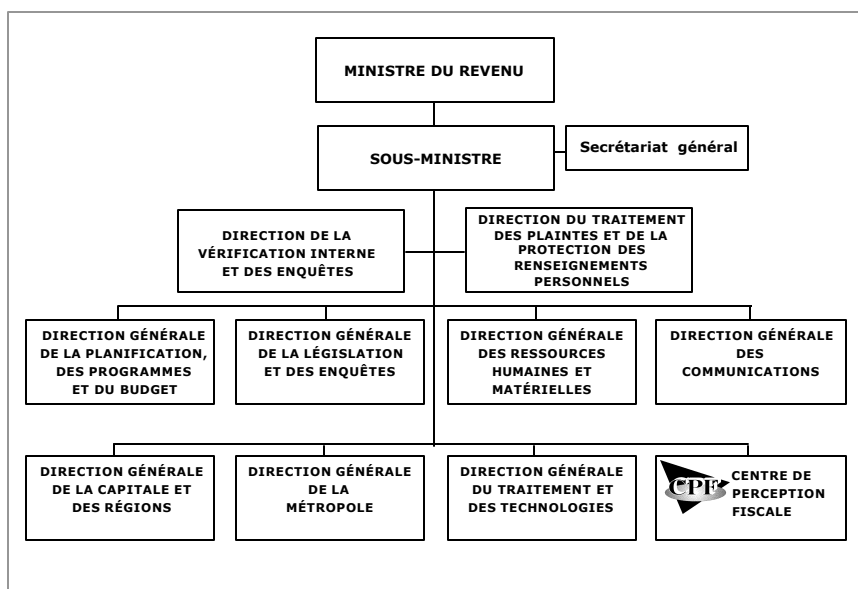 MINISTRE DU REVENU
SOUS-MINISTRE
Secrétariat général
DIRECTION DE LA
VÉRIFICATION INTERNE
ET DES ENQUÊTES
DIRECTION DU TRAITEMENT
DES PLAINTES ET DE LA
PROTECTION DES
RENSEIGNEMENTS
PERSONNELS
DIRECTION GÉNÉRALE
DE LA PLANIFICATION,
DES PROGRAMMES
ET DU BUDGET
DIRECTION GÉNÉRALE
DE LA LÉGISLATION
ET DES ENQUÊTES
DIRECTION GÉNÉRALE
DES RESSOURCES
HUMAINES ET
MATÉRIELLES
DIRECTION GÉNÉRALE
DES
COMMUNICATIONS
DIRECTION GÉNÉRALE
DE LA CAPITALE ET
DES RÉGIONS
DIRECTION GÉNÉRALE
DE LA
MÉTROPOLE
DIRECTION GÉNÉRALE
DU TRAITEMENT ET
DES TECHNOLOGIES
CPF
CENTRE DE
PERCEPTION
FISCALE